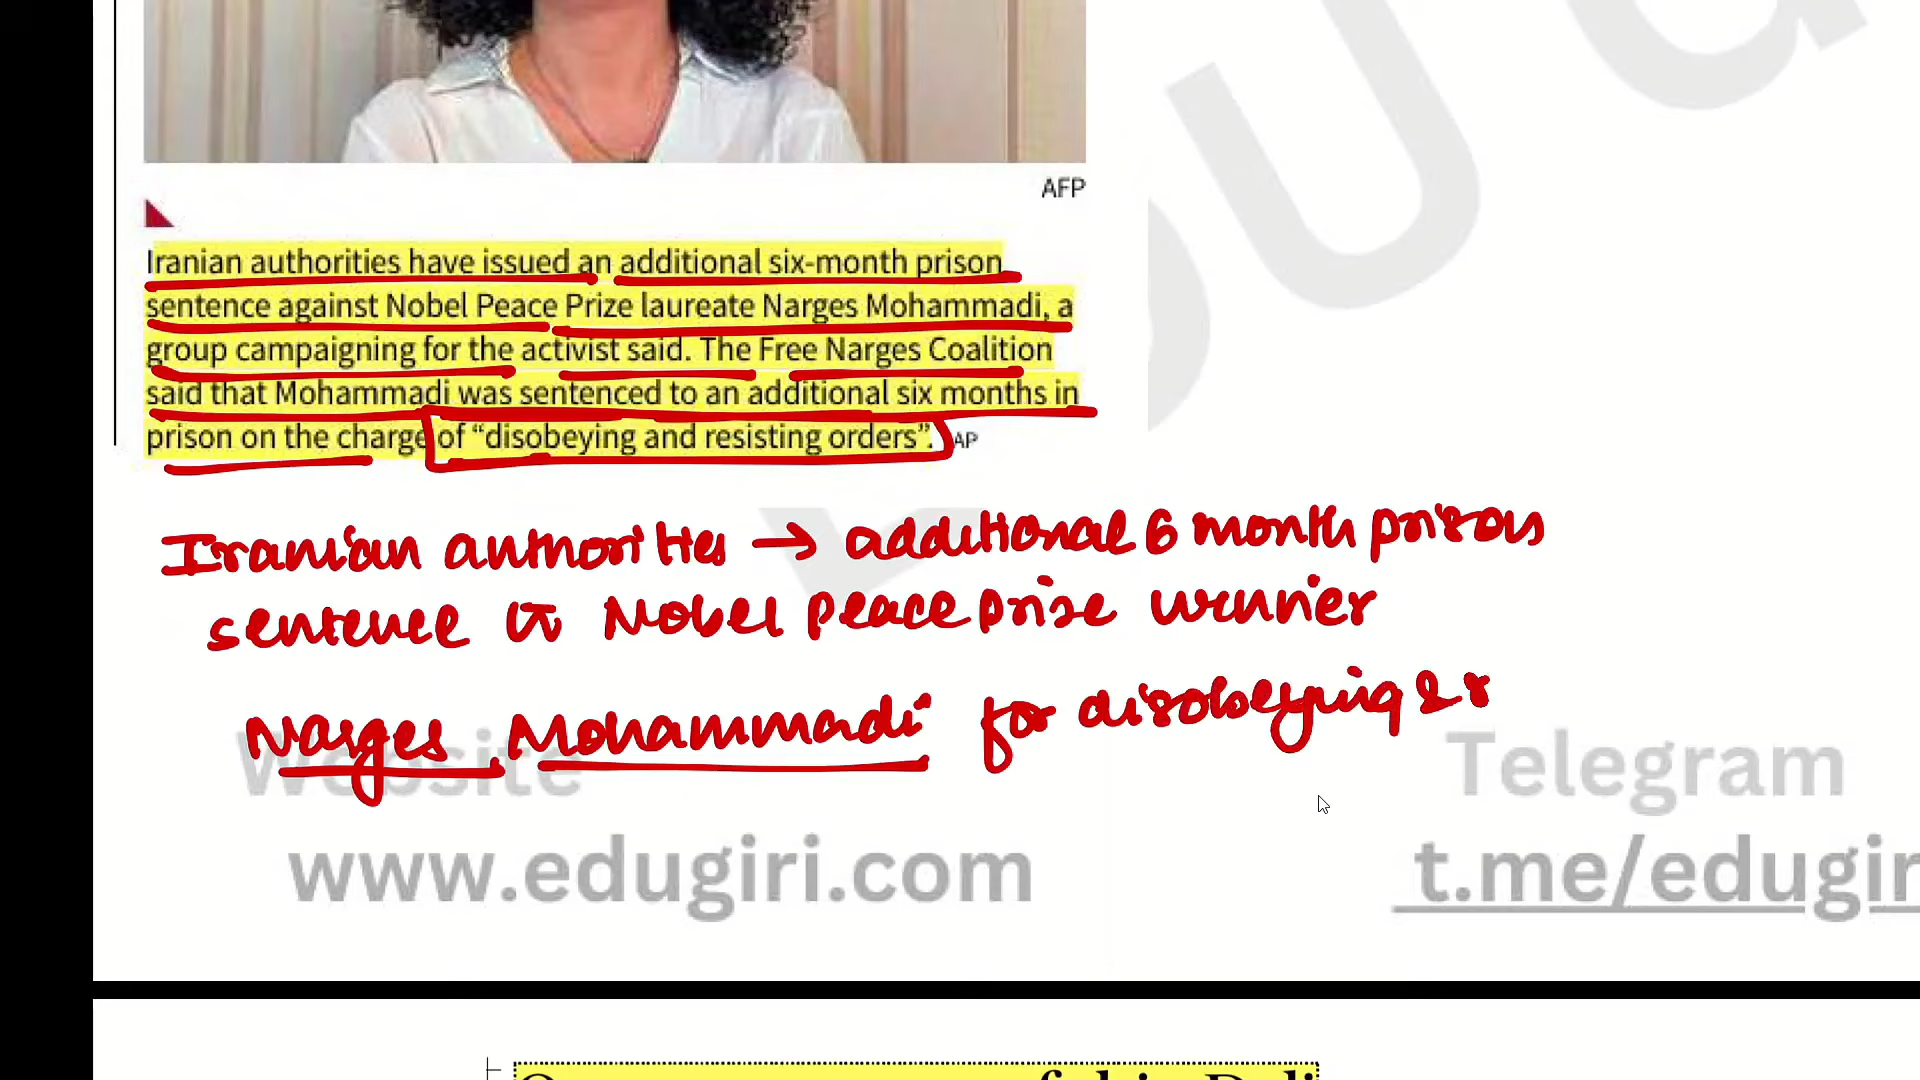 AFP
Iranian authorities have issued an additional six-month prison
sentence against Nobel Peace Prize laureate Narges Mohammadi, a
group campaigning for the activist said. The Free Narges Coalition
said that Mohammadi was sentenced to an additional six months in
prison on the charge of “disobeying and resisting orders”. AP
Iranian authorities → additional 6 month prison
sentence to Nobel Peace prize winner
Narges Mohammadi for disobeying & r
Website
Telegram
www.edugiri.com
t.me/edugir